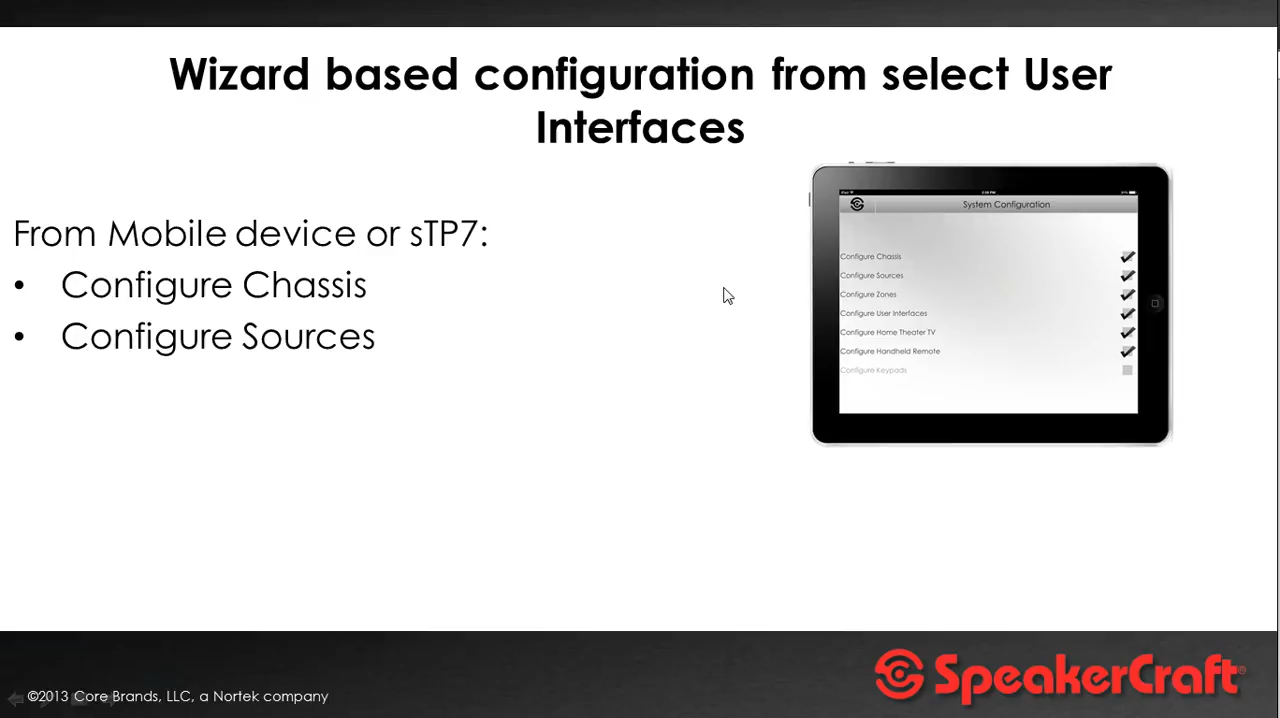 Wizard based configuration from select User
Interfaces
From Mobile device or sTP7:
• Configure Chassis
• Configure Sources
System Configuration
Configure Chassis
Configure Sources
Configure Zones
Configure User Interfaces
Configure Home Theater TV
Configure Handheld Remote
Configure Keypads
©2013 Core Brands, LLC, a Nortek company
SpeakerCraft®